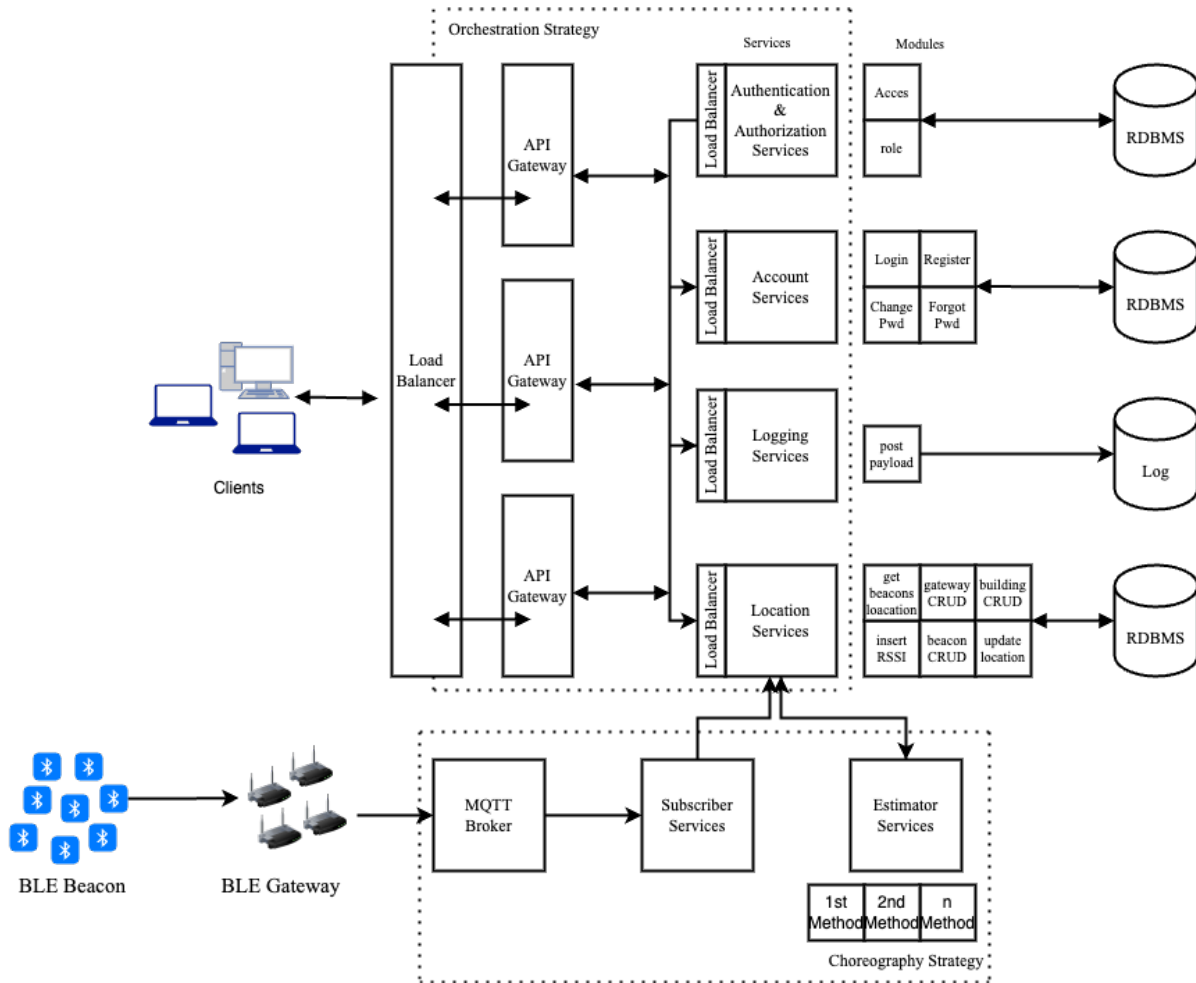 Orchestration Strategy
Services
Modules
Load Balancer
Authentication
&
Authorization
Services
Acces
role
RDBMS
API
Gateway
Load Balancer
Account
Services
Login
Register
Change
Pwd
Forgot
Pwd
RDBMS
Load
Balancer
API
Gateway
Clients
Load Balancer
Logging
Services
post
payload
Log
API
Gateway
Load Balancer
Location
Services
get
beacons
loacation
gateway
CRUD
building
CRUD
insert
RSSI
beacon
CRUD
update
location
RDBMS
BLE Beacon
BLE Gateway
MQTT
Broker
Subscriber
Services
Estimator
Services
1st
Method
2nd
Method
n
Method
Choreography Strategy